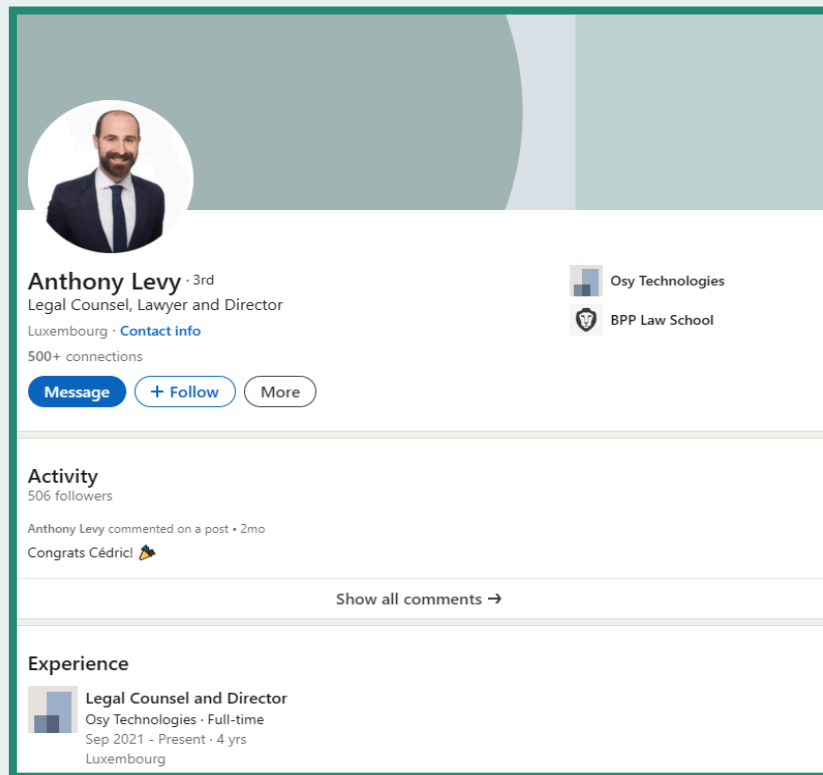 Anthony Levy · 3rd
Legal Counsel, Lawyer and Director
Luxembourg · Contact info
500+ connections
Message
+ Follow
More
Osy Technologies
BPP Law School
Activity
506 followers
Anthony Levy commented on a post • 2mo
Congrats Cédric! 🎉
Show all comments →
Experience
Legal Counsel and Director
Osy Technologies · Full-time
Sep 2021 - Present · 4 yrs
Luxembourg